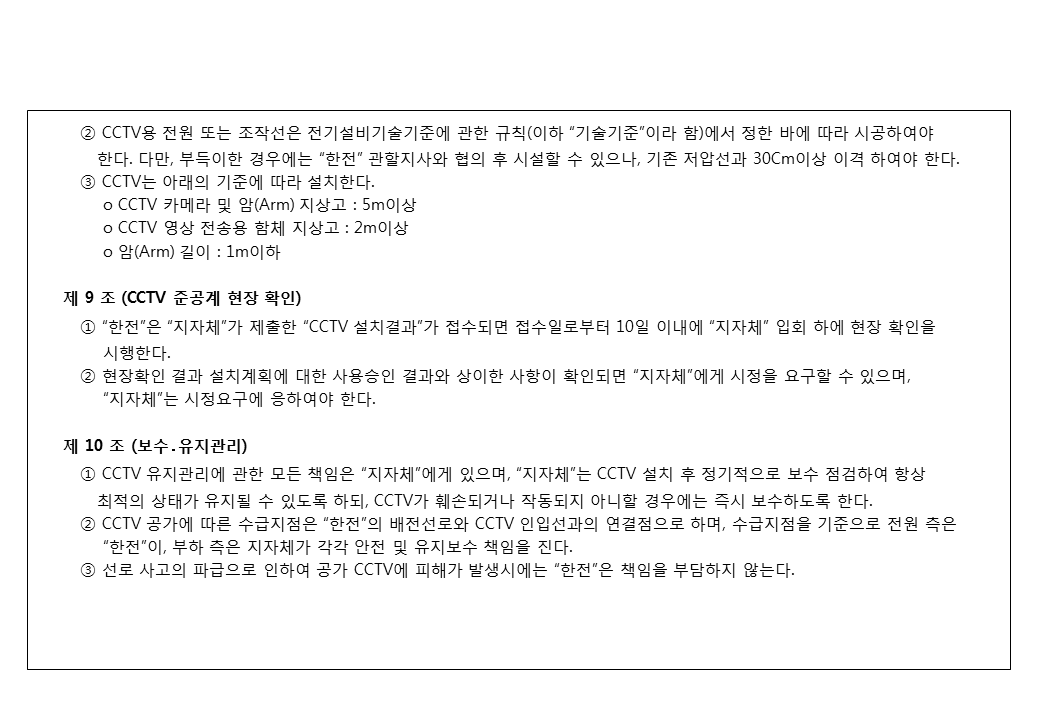 ② CCTV용 전원 또는 조작선은 전기설비기술기준에 관한 규칙(이하 “기술기준”이라 함)에서 정한 바에 따라 시공하여야
한다. 다만, 부득이한 경우에는 “한전” 관할지사와 협의 후 시설할 수 있으나, 기존 저압선과 30Cm이상 이격 하여야 한다.
③ CCTV는 아래의 기준에 따라 설치한다.
o CCTV 카메라 및 암(Arm) 지상고 : 5m이상
o CCTV 영상 전송용 함체 지상고 : 2m이상
o 암(Arm) 길이 : 1m이하
제 9 조 (CCTV 준공계 현장 확인)
① “한전”은 “지자체”가 제출한 “CCTV 설치결과”가 접수되면 접수일로부터 10일 이내에 “지자체” 입회 하에 현장 확인을
시행한다.
② 현장확인 결과 설치계획에 대한 사용승인 결과와 상이한 사항이 확인되면 “지자체”에게 시정을 요구할 수 있으며,
“지자체”는 시정요구에 응하여야 한다.
제 10 조 (보수․유지관리)
① CCTV 유지관리에 관한 모든 책임은 “지자체”에게 있으며, “지자체”는 CCTV 설치 후 정기적으로 보수 점검하여 항상
최적의 상태가 유지될 수 있도록 하되, CCTV가 훼손되거나 작동되지 아니할 경우에는 즉시 보수하도록 한다.
② CCTV 공가에 따른 수급지점은 “한전”의 배전선로와 CCTV 인입선과의 연결점으로 하며, 수급지점을 기준으로 전원 측은
“한전”이, 부하 측은 지자체가 각각 안전 및 유지보수 책임을 진다.
③ 선로 사고의 파급으로 인하여 공가 CCTV에 피해가 발생시에는 “한전”은 책임을 부담하지 않는다.